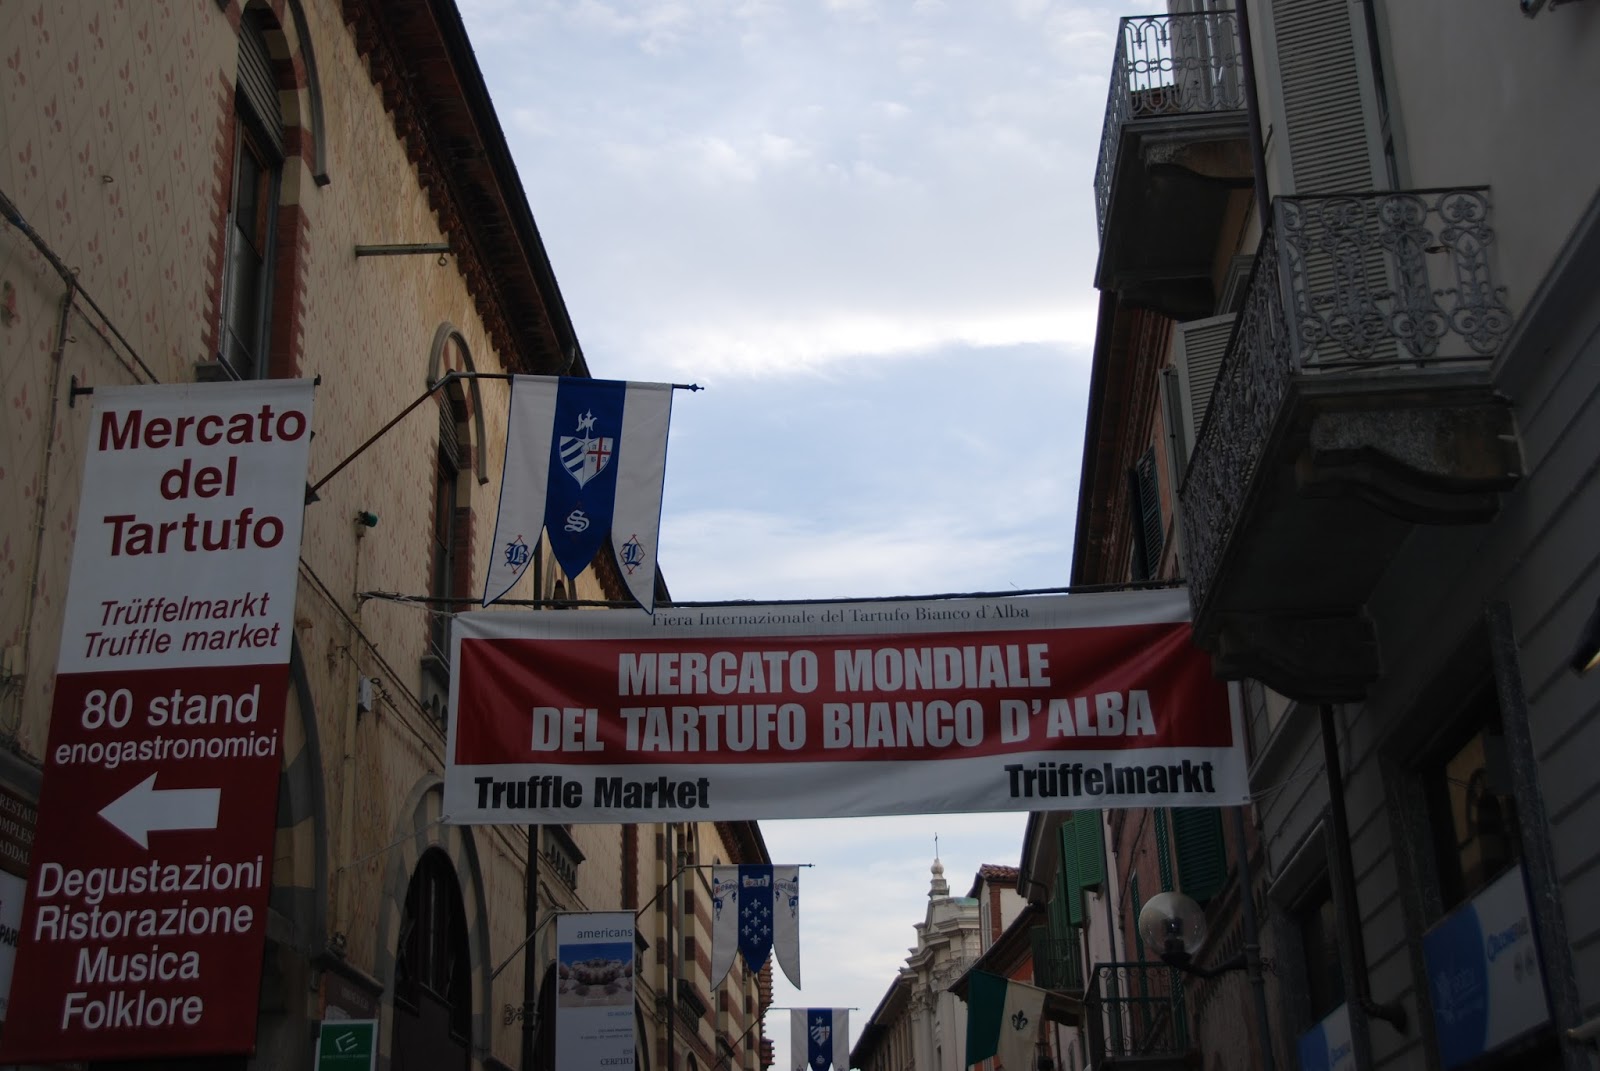 Mercato
del
Tartufo
Trüffelmarkt
Truffle market
80 stand
enogastronomici
Degustazioni
Ristorazione
Musica
Folklore
B
S
L
Fiera Internazionale del Tartufo Bianco d'Alba
MERCATO MONDIALE
DEL TARTUFO BIANCO D'ALBA
Truffle Market
Trüffelmarkt
americans